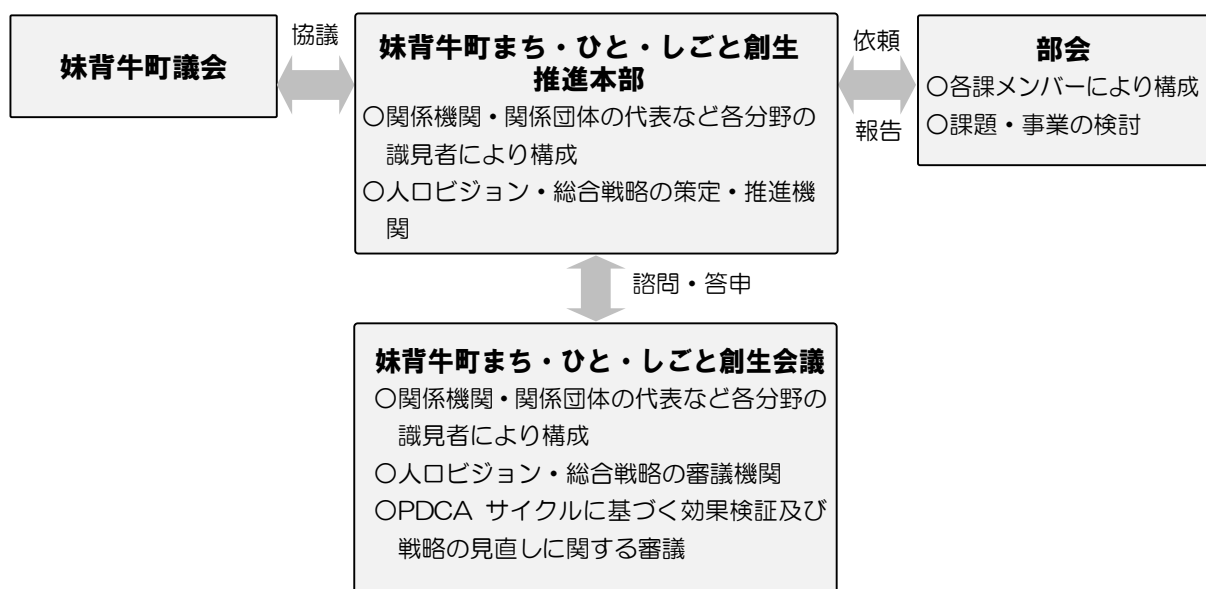 妹背牛町議会
協議
妹背牛町まち・ひと・しごと創生
推進本部
〇関係機関・関係団体の代表など各分野の
識見者により構成
〇人口ビジョン・総合戦略の策定・推進機
関
依頼
報告
部会
〇各課メンバーにより構成
〇課題・事業の検討
諮問・答申
妹背牛町まち・ひと・しごと創生会議
〇関係機関・関係団体の代表など各分野の
識見者により構成
〇人口ビジョン・総合戦略の審議機関
〇PDCA サイクルに基づく効果検証及び
戦略の見直しに関する審議